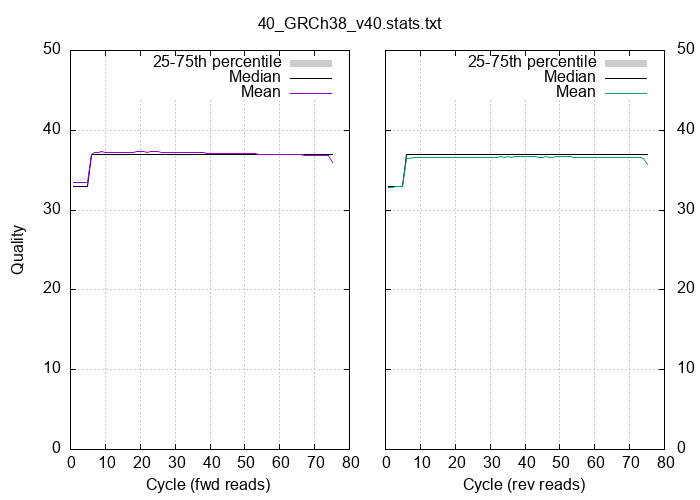 40_GRCh38_v40.stats.txt
Quality
50
40
30
20
10
0
25-75th percentile
Median
Mean
0 10 20 30 40 50 60 70 80
Cycle (fwd reads)
25-75th percentile
Median
Mean
0 10 20 30 40 50 60 70 80
Cycle (rev reads)
50
40
30
20
10
0